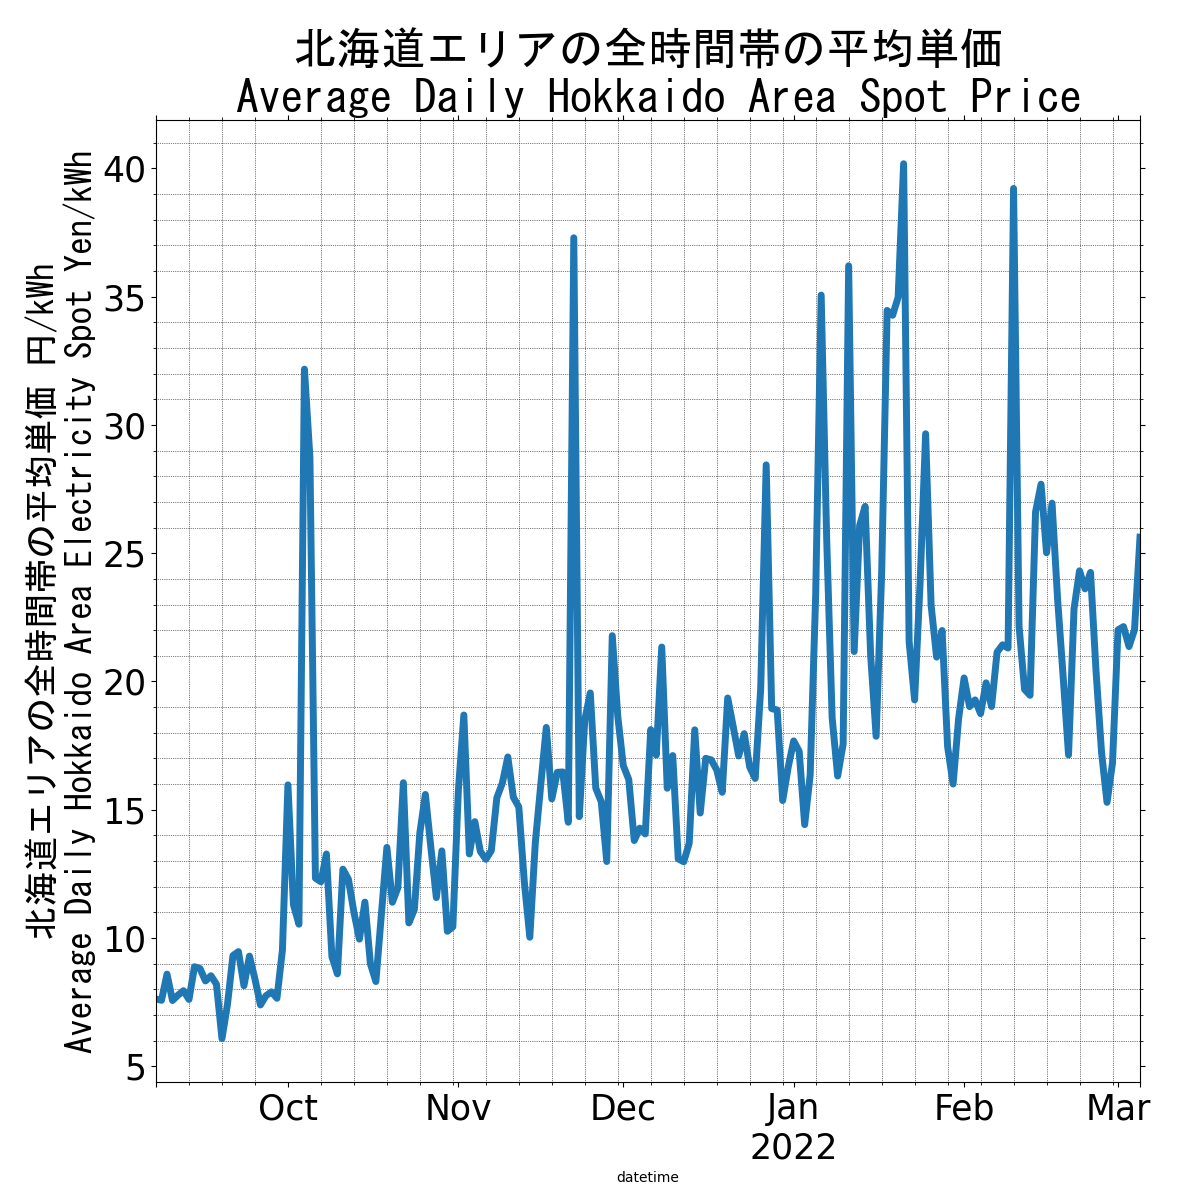 北海道エリアの全時間帯の平均単価
Average Daily Hokkaido Area Spot Price
北海道エリアの全時間帯の平均単価 円/kWh
Average Daily Hokkaido Area Electricity Spot Yen/kWh
40
35
30
25
20
15
10
5
Oct
Nov
Dec
Jan
2022
Feb
Mar
datetime